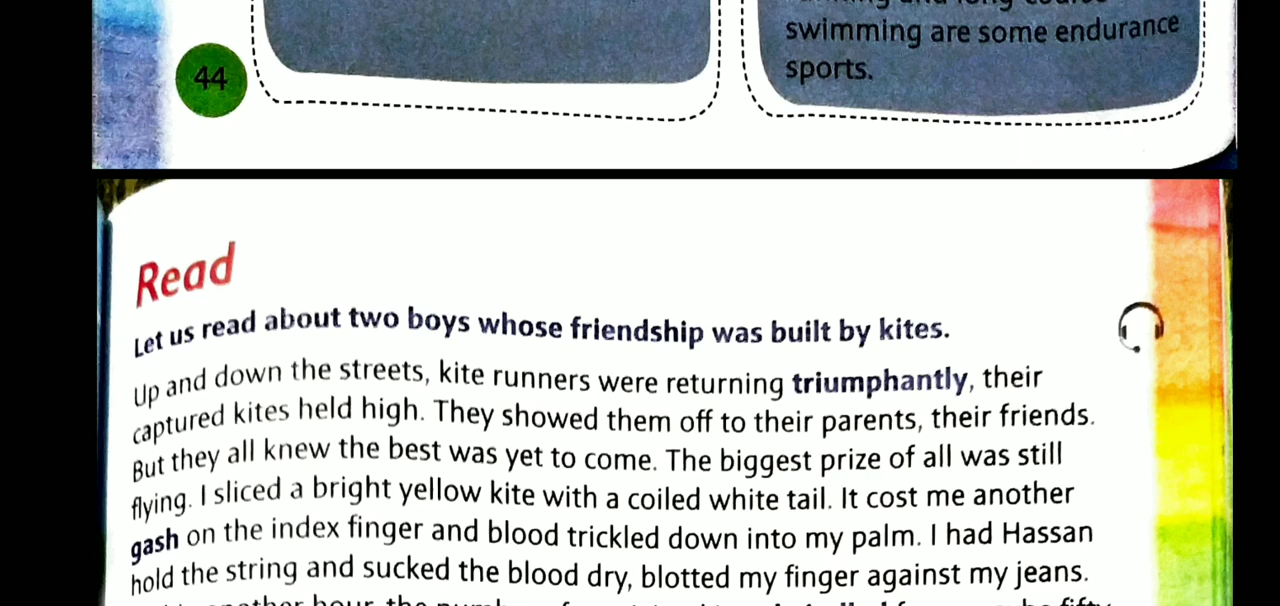 swimming are some endurance
sports.
44
Read
Let us read about two boys whose friendship was built by kites.
Up and down the streets, kite runners were returning triumphantly, their
captured kites held high. They showed them off to their parents, their friends.
But they all knew the best was yet to come. The biggest prize of all was still
flying. I sliced a bright yellow kite with a coiled white tail. It cost me another
gash on the index finger and blood trickled down into my palm. I had Hassan
hold the string and sucked the blood dry, blotted my finger against my jeans.